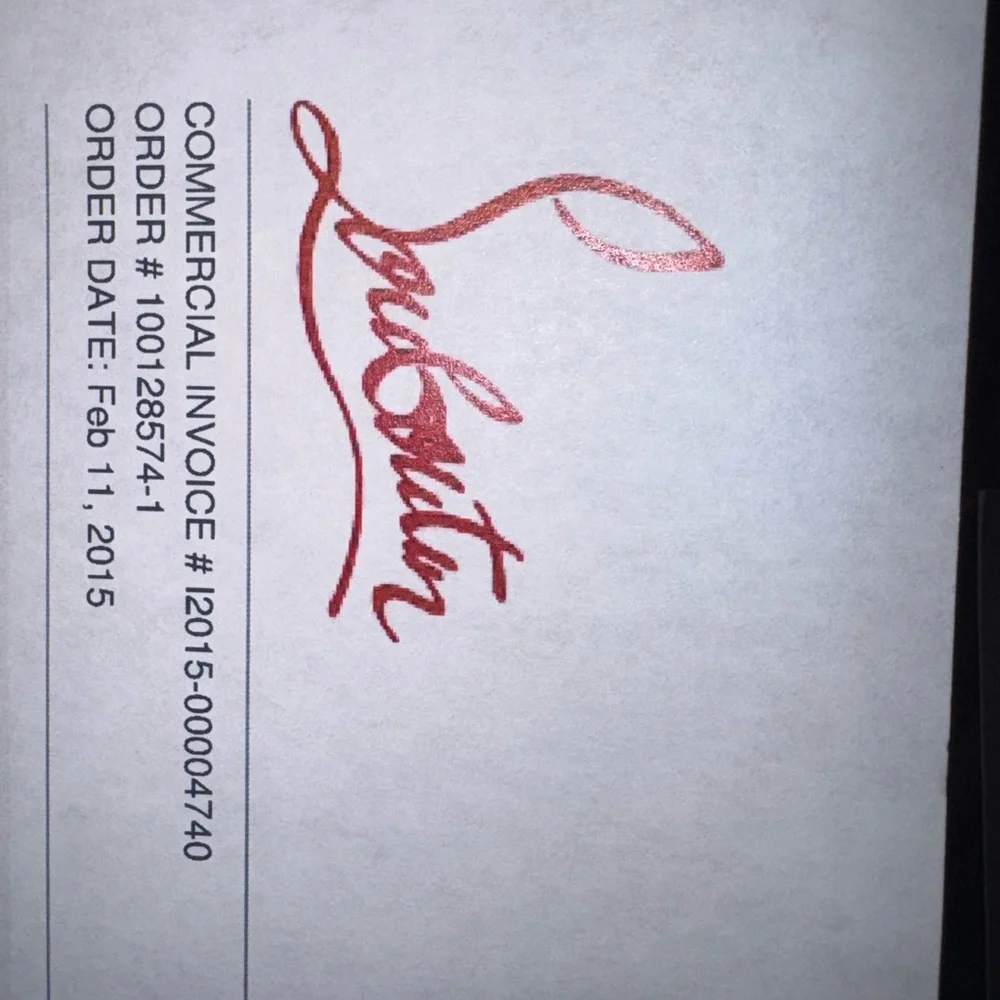 Louboutin
COMMERCIAL INVOICE # I2015-00004740
ORDER # 100128574-1
ORDER DATE: Feb 11, 2015